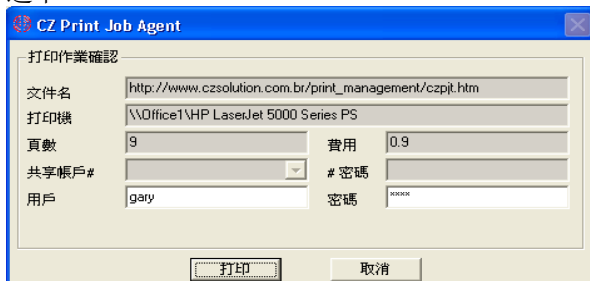 CZ Print Job Agent
打印作業確認
文件名 http://www.czsolution.com.br/print_management/czpjt.htm
打印機 \\Office1\HP LaserJet 5000 Series PS
頁數 9 費用 0.9
共享帳戶# # 密碼
用戶 gary 密碼 ****
打印 取消